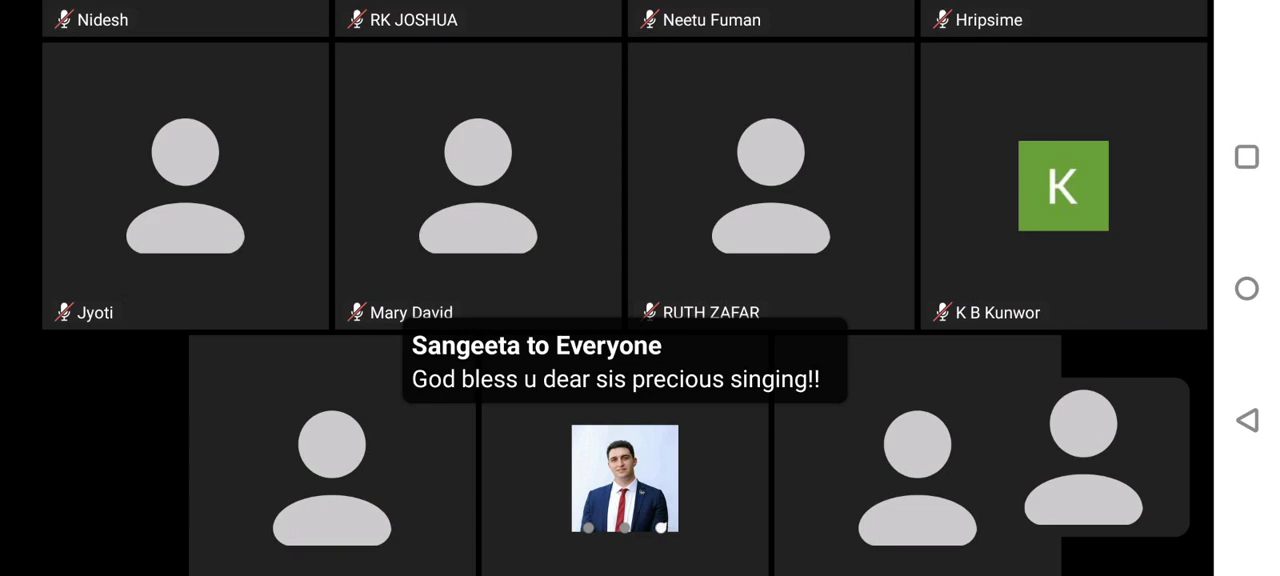 Nidesh
RK JOSHUA
Neetu Fuman
Hripsime
K
Jyoti
Mary David
RUTH ZAFAR
K B Kunwor
Sangeeta to Everyone
God bless u dear sis precious singing!!